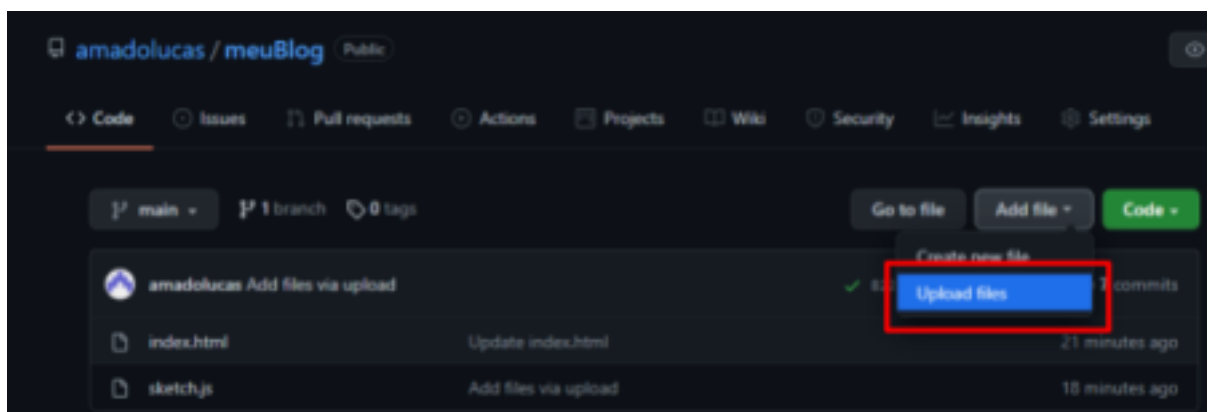 amadolucas / meuBlog Public
<> Code Issues Pull requests Actions Projects Wiki Security Insights Settings
main 1 branch 0 tags Go to file Add file Code
Create new file
amadolucas Add files via upload 7 commits
Upload files
index.html Update index.html 21 minutes ago
sketch.js Add files via upload 18 minutes ago